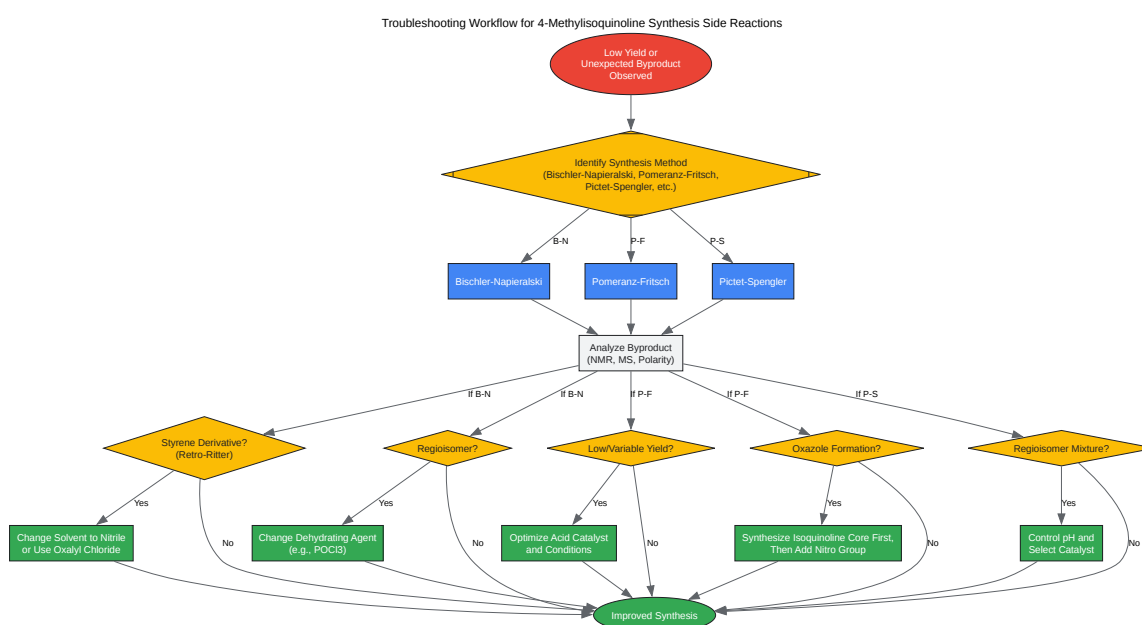 Troubleshooting Workflow for 4-Methylisoquinoline Synthesis Side Reactions
Low Yield or
Unexpected Byproduct
Observed
Identify Synthesis Method
(Bischler-Napieralski, Pomeranz-Fritsch,
Pictet-Spengler, etc.)
B-N
P-F
P-S
Bischler-Napieralski
Pomeranz-Fritsch
Pictet-Spengler
Analyze Byproduct
(NMR, MS, Polarity)
If B-N
If B-N
If P-F
If P-F
If P-S
Styrene Derivative?
(Retro-Ritter)
Regioisomer?
Low/Variable Yield?
Oxazole Formation?
Regioisomer Mixture?
Yes
Yes
Yes
Yes
Yes
Change Solvent to Nitrile
or Use Oxalyl Chloride
No
Change Dehydrating Agent
(e.g., POCl3)
No
Optimize Acid Catalyst
and Conditions
No
Synthesize Isoquinoline Core First,
Then Add Nitro Group
No
Control pH and
Select Catalyst
No
Improved Synthesis